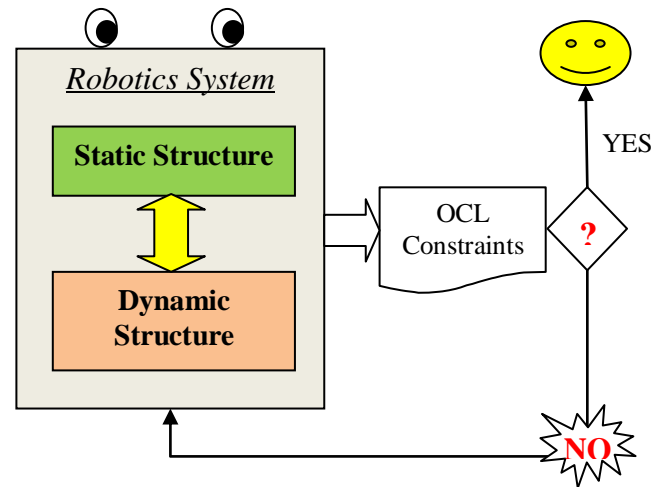 Robotics System
Static Structure
Dynamic
Structure
OCL
Constraints
?
YES
NO